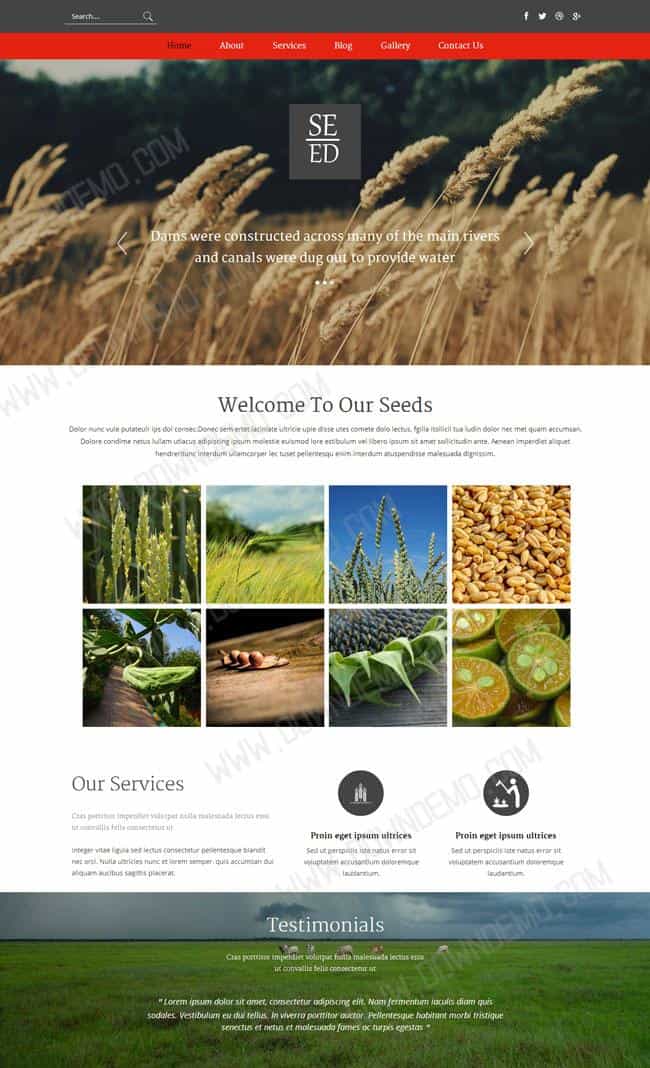 Search...
Home About Services Blog Gallery Contact Us
SE
ED
Dams were constructed across many of the main rivers
and canals were dug out to provide water
Welcome To Our Seeds
Dolor nunc vule putateulr ips dol consec.Donec sem ertet laciniate ultricie upie disse utes comete dolo lectus, fgilla itollicil tua ludin dolor nec met quam accumsan.
Dolore condime netus lullam utlacus adipiscing ipsum molestie euismod lore estibulum vel libero ipsum sit amet sollicitudin ante. Aenean imperdiet aliquet
hendreritunc interdum ullamcorper lec tuset pellentesqu enim interdum atuspendisse malesuada dignissim.
Our Services
Cras porttitor imperdiet volutpat nulla malesuada lectus eros
ut convallis felis consectetur ut
Integer vitae ligula sed lectus consectetur pellentesque blandit
nec orsi. Nulla ultricies nunc et lorem semper, quis accumsan dui
aliquam aucibus sagittis placerat.
Proin eget ipsum ultrices
Sed ut perspiciis iste natus error sit
voluptatem accusantium doloremque
laudantium.
Proin eget ipsum ultrices
Sed ut perspiciis iste natus error sit
voluptatem accusantium doloremque
laudantium.
Testimonials
Cras porttitor imperdiet volutpat nulla malesuada lectus eros
ut convallis felis consectetur ut
" Lorem ipsum dolor sit amet, consectetur adipiscing elit. Nam fermentum iaculis diam quis
sodales. Vestibulum eu dui tellus. In viverra porttitor auctor. Pellentesque habitant morbi tristique
senectus et netus et malesuada fames ac turpis egestas "
WWW.DOWNDEMO.COM